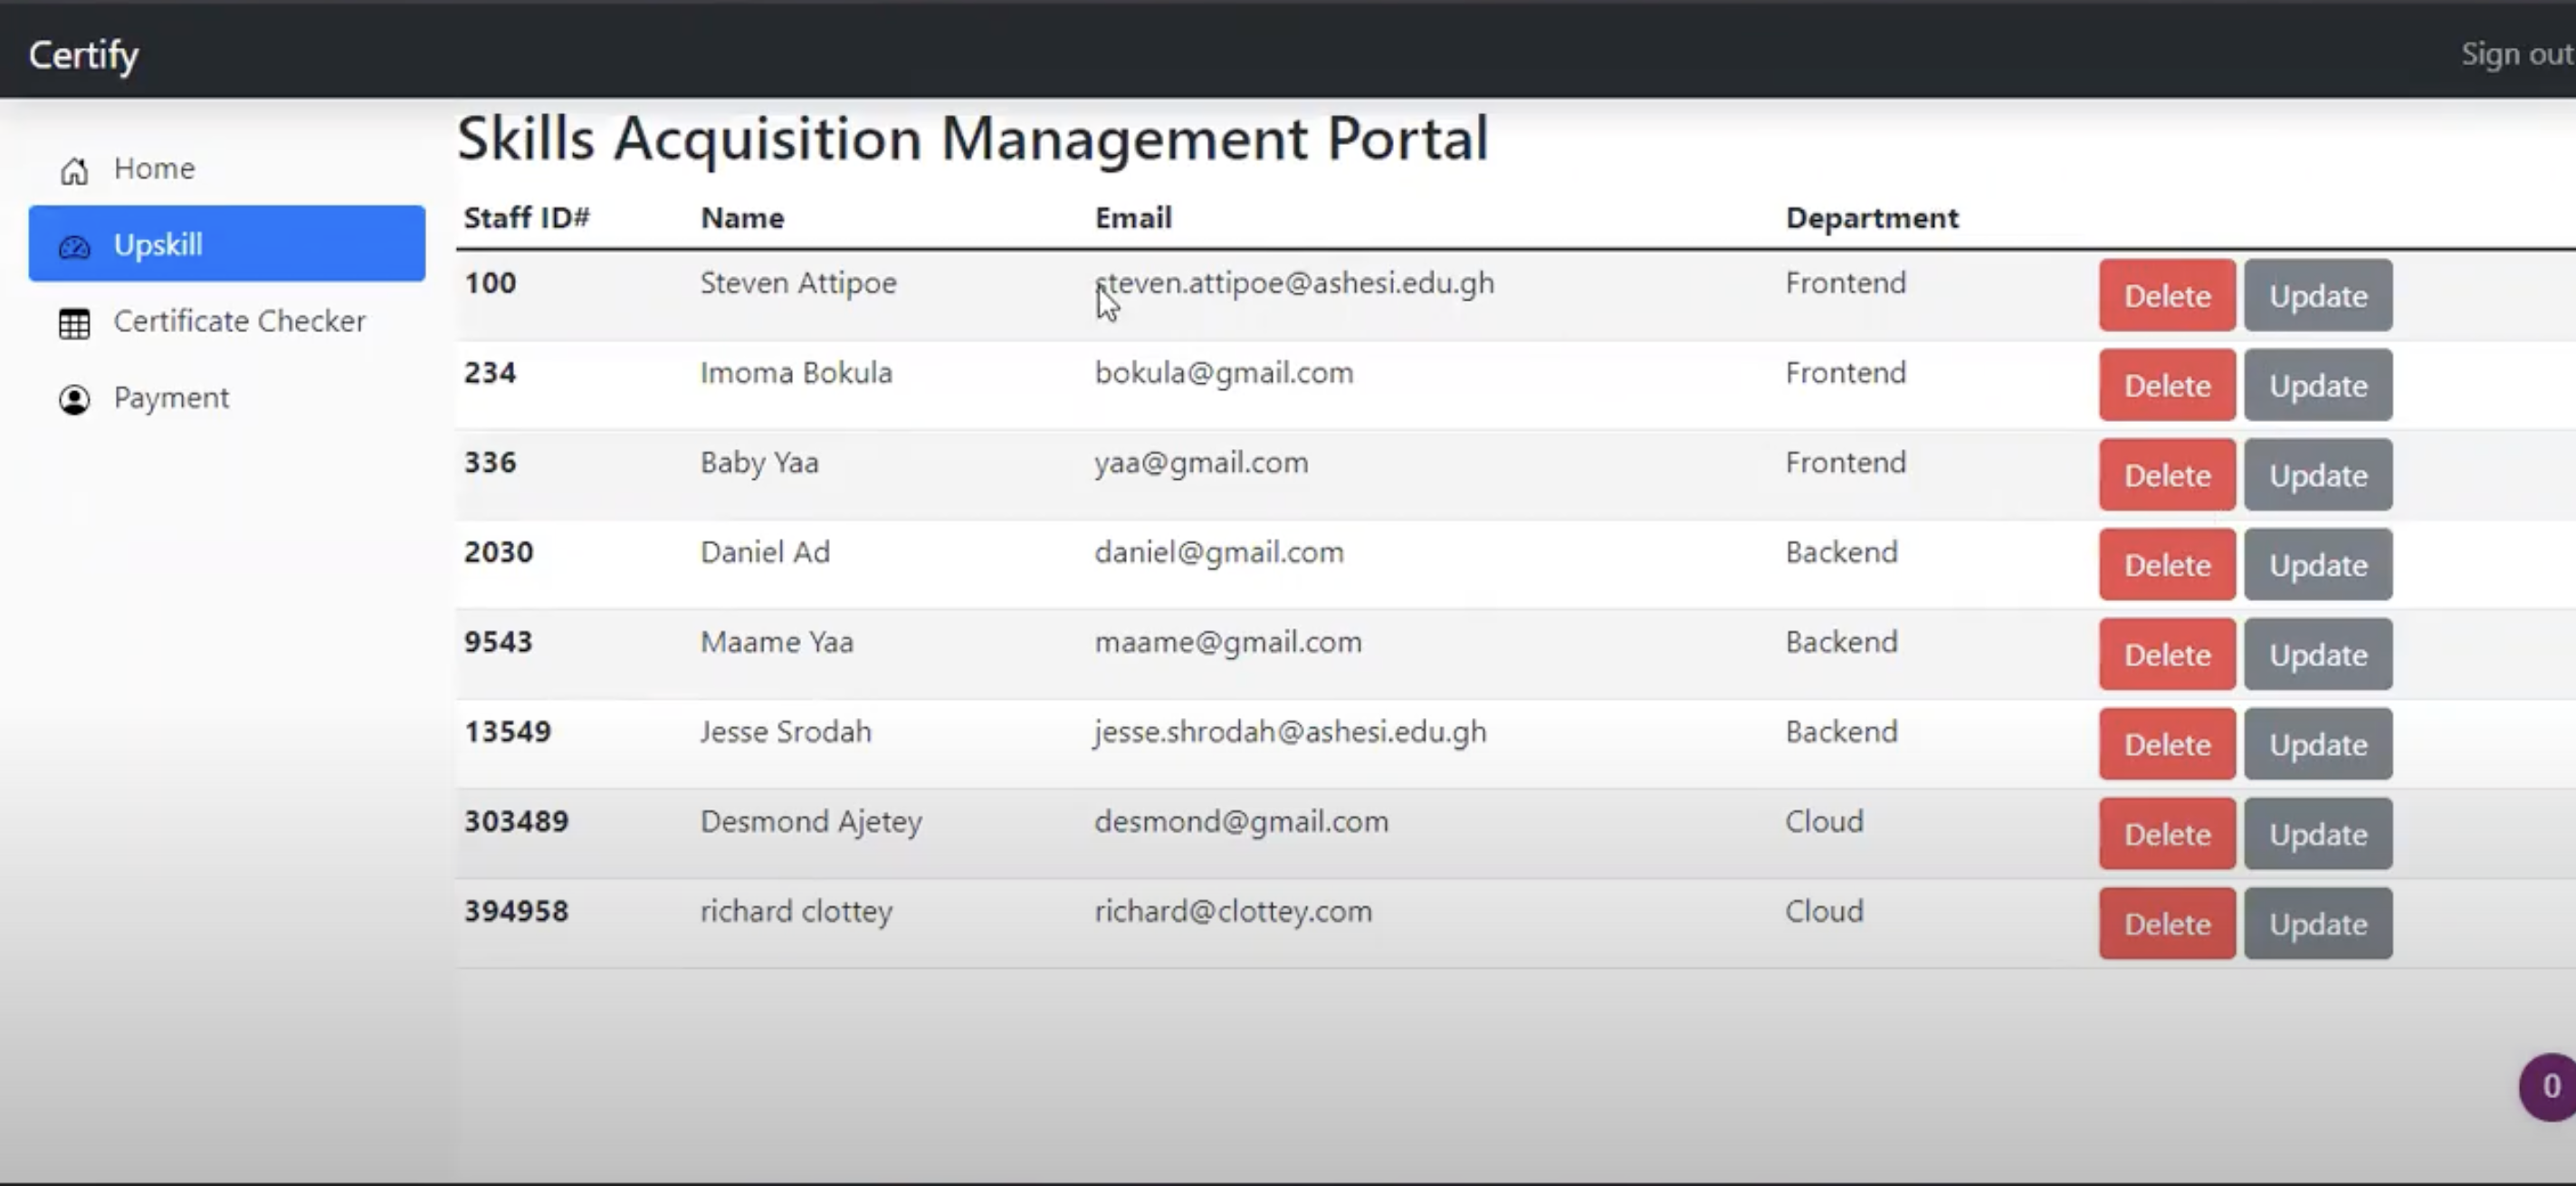 Certify
Sign out
Home
Upskill
Certificate Checker
Payment
Skills Acquisition Management Portal
Staff ID# Name Email Department
100 Steven Attipoe steven.attipoe@ashesi.edu.gh Frontend Delete Update
234 Imoma Bokula bokula@gmail.com Frontend Delete Update
336 Baby Yaa yaa@gmail.com Frontend Delete Update
2030 Daniel Ad daniel@gmail.com Backend Delete Update
9543 Maame Yaa maame@gmail.com Backend Delete Update
13549 Jesse Srodah jesse.shrodah@ashesi.edu.gh Backend Delete Update
303489 Desmond Ajetey desmond@gmail.com Cloud Delete Update
394958 richard clottey richard@clottey.com Cloud Delete Update
0